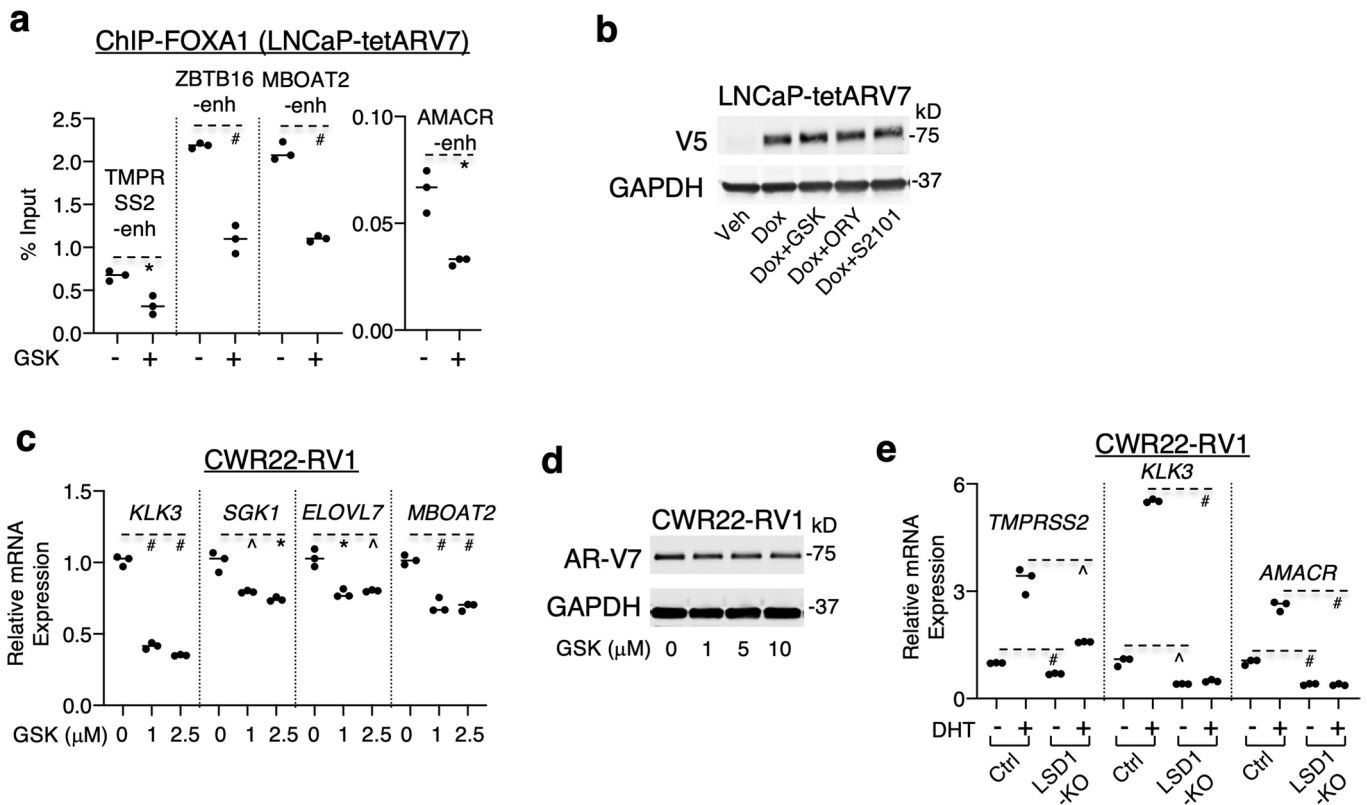 a
ChIP-FOXA1 (LNCaP-tetARV7)
ZBTB16 MBOAT2
-enh -enh
TMPR
SS2
-enh
AMACR
-enh
% Input
2.5
2.0
1.5
1.0
0.5
0.0
0.10
0.05
0.00
* # # *
GSK - + - + - + - +
b
LNCaP-tetARV7
kD
V5 -75
GAPDH -37
Veh
Dox
Dox+GSK
Dox+ORY
Dox+S2101
c
CWR22-RV1
Relative mRNA
Expression
1.5
1.0
0.5
0.0
KLK3 SGK1 ELOVL7 MBOAT2
# # ^ * * ^ # #
GSK (μM) 0 1 2.5 0 1 2.5 0 1 2.5 0 1 2.5
d
CWR22-RV1 kD
AR-V7 -75
GAPDH -37
GSK (μM) 0 1 5 10
e
CWR22-RV1
KLK3
TMPRSS2
AMACR
Relative mRNA
Expression
6
3
0
# ^ ^ # # #
DHT - + - + - + - + - + - +
Ctrl
LSD1
-KO
Ctrl
LSD1
-KO
Ctrl
LSD1
-KO